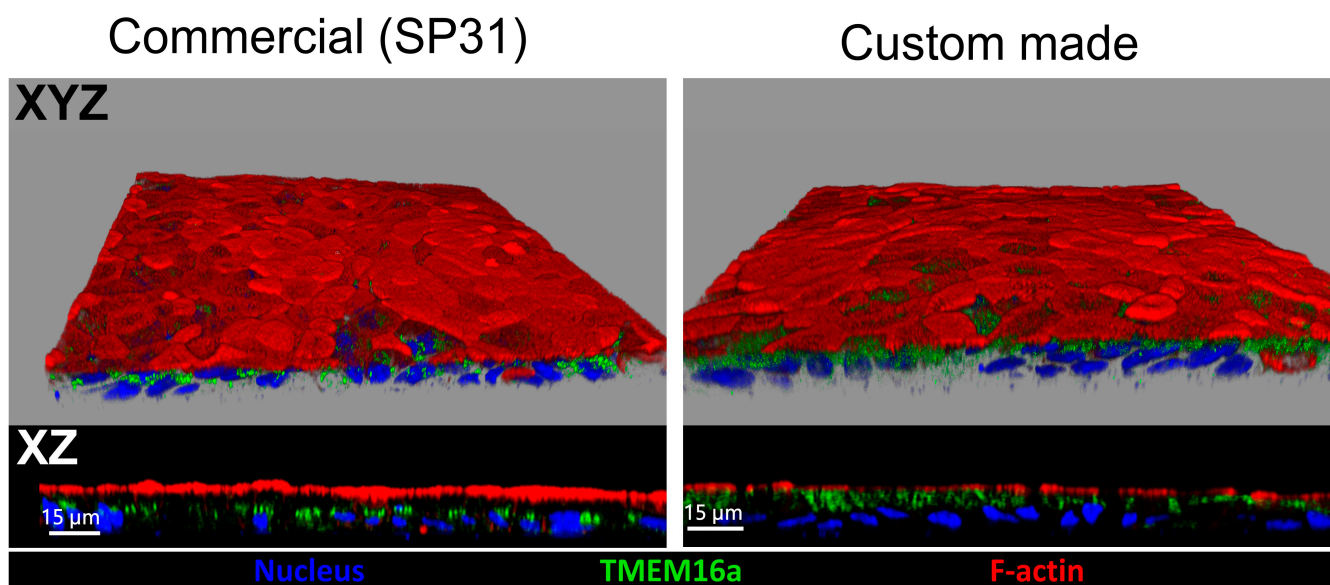 Commercial (SP31)
Custom made
XYZ
XZ
15 µm
15 µm
Nucleus
TMEM16a
F-actin